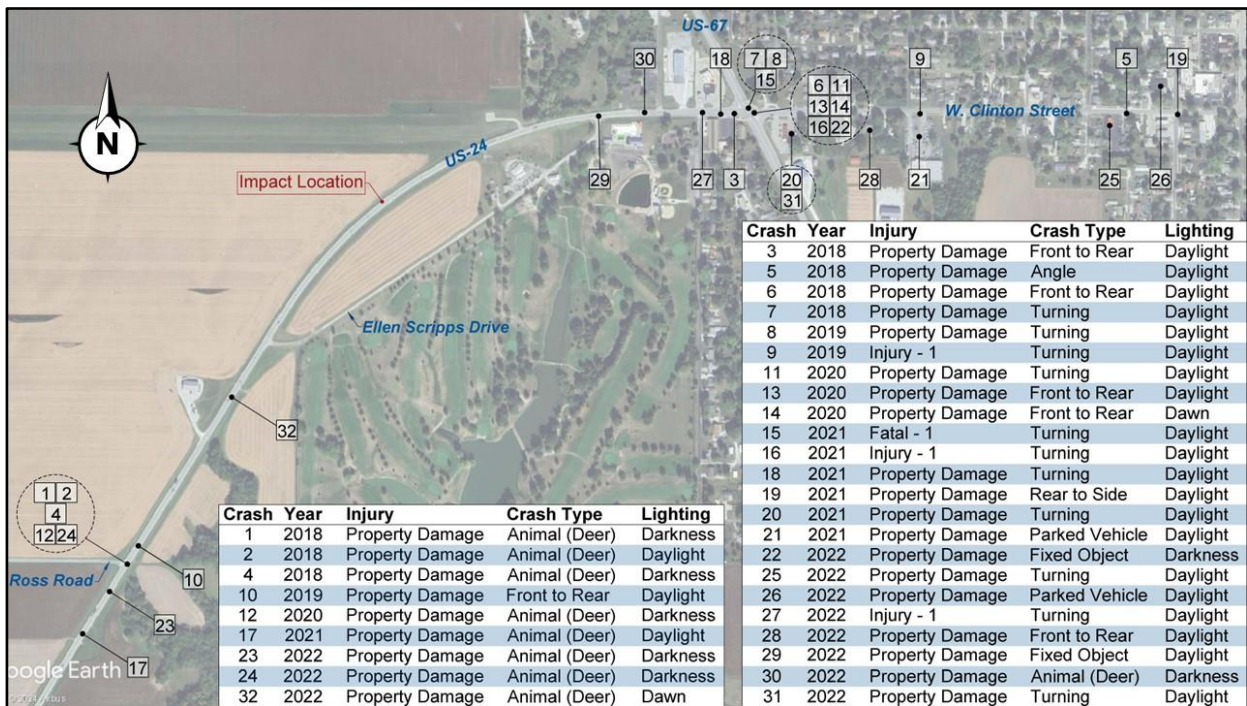 US-67
30
18
7 8
15
6 11
13 14
16 22
9
5
19
W. Clinton Street
N
US-24
Impact Location
29
27
3
20
31
28
21
25
26
Ellen Scripps Drive
32
1 2
4
12 24
Ross Road
10
23
17
oogle Earth
Crash Year Injury Crash Type Lighting
1 2018 Property Damage Animal (Deer) Darkness
2 2018 Property Damage Animal (Deer) Daylight
4 2018 Property Damage Animal (Deer) Darkness
10 2019 Property Damage Front to Rear Daylight
12 2020 Property Damage Animal (Deer) Darkness
17 2021 Property Damage Animal (Deer) Daylight
23 2022 Property Damage Animal (Deer) Darkness
24 2022 Property Damage Animal (Deer) Darkness
32 2022 Property Damage Animal (Deer) Dawn
Crash Year Injury Crash Type Lighting
3 2018 Property Damage Front to Rear Daylight
5 2018 Property Damage Angle Daylight
6 2018 Property Damage Front to Rear Daylight
7 2018 Property Damage Turning Daylight
8 2019 Property Damage Turning Daylight
9 2019 Injury - 1 Turning Daylight
11 2020 Property Damage Turning Daylight
13 2020 Property Damage Front to Rear Daylight
14 2020 Property Damage Front to Rear Dawn
15 2021 Fatal - 1 Turning Daylight
16 2021 Injury - 1 Turning Daylight
18 2021 Property Damage Turning Daylight
19 2021 Property Damage Rear to Side Daylight
20 2021 Property Damage Turning Daylight
21 2021 Property Damage Parked Vehicle Daylight
22 2022 Property Damage Fixed Object Darkness
25 2022 Property Damage Turning Daylight
26 2022 Property Damage Parked Vehicle Daylight
27 2022 Injury - 1 Turning Daylight
28 2022 Property Damage Front to Rear Daylight
29 2022 Property Damage Fixed Object Daylight
30 2022 Property Damage Animal (Deer) Darkness
31 2022 Property Damage Turning Daylight